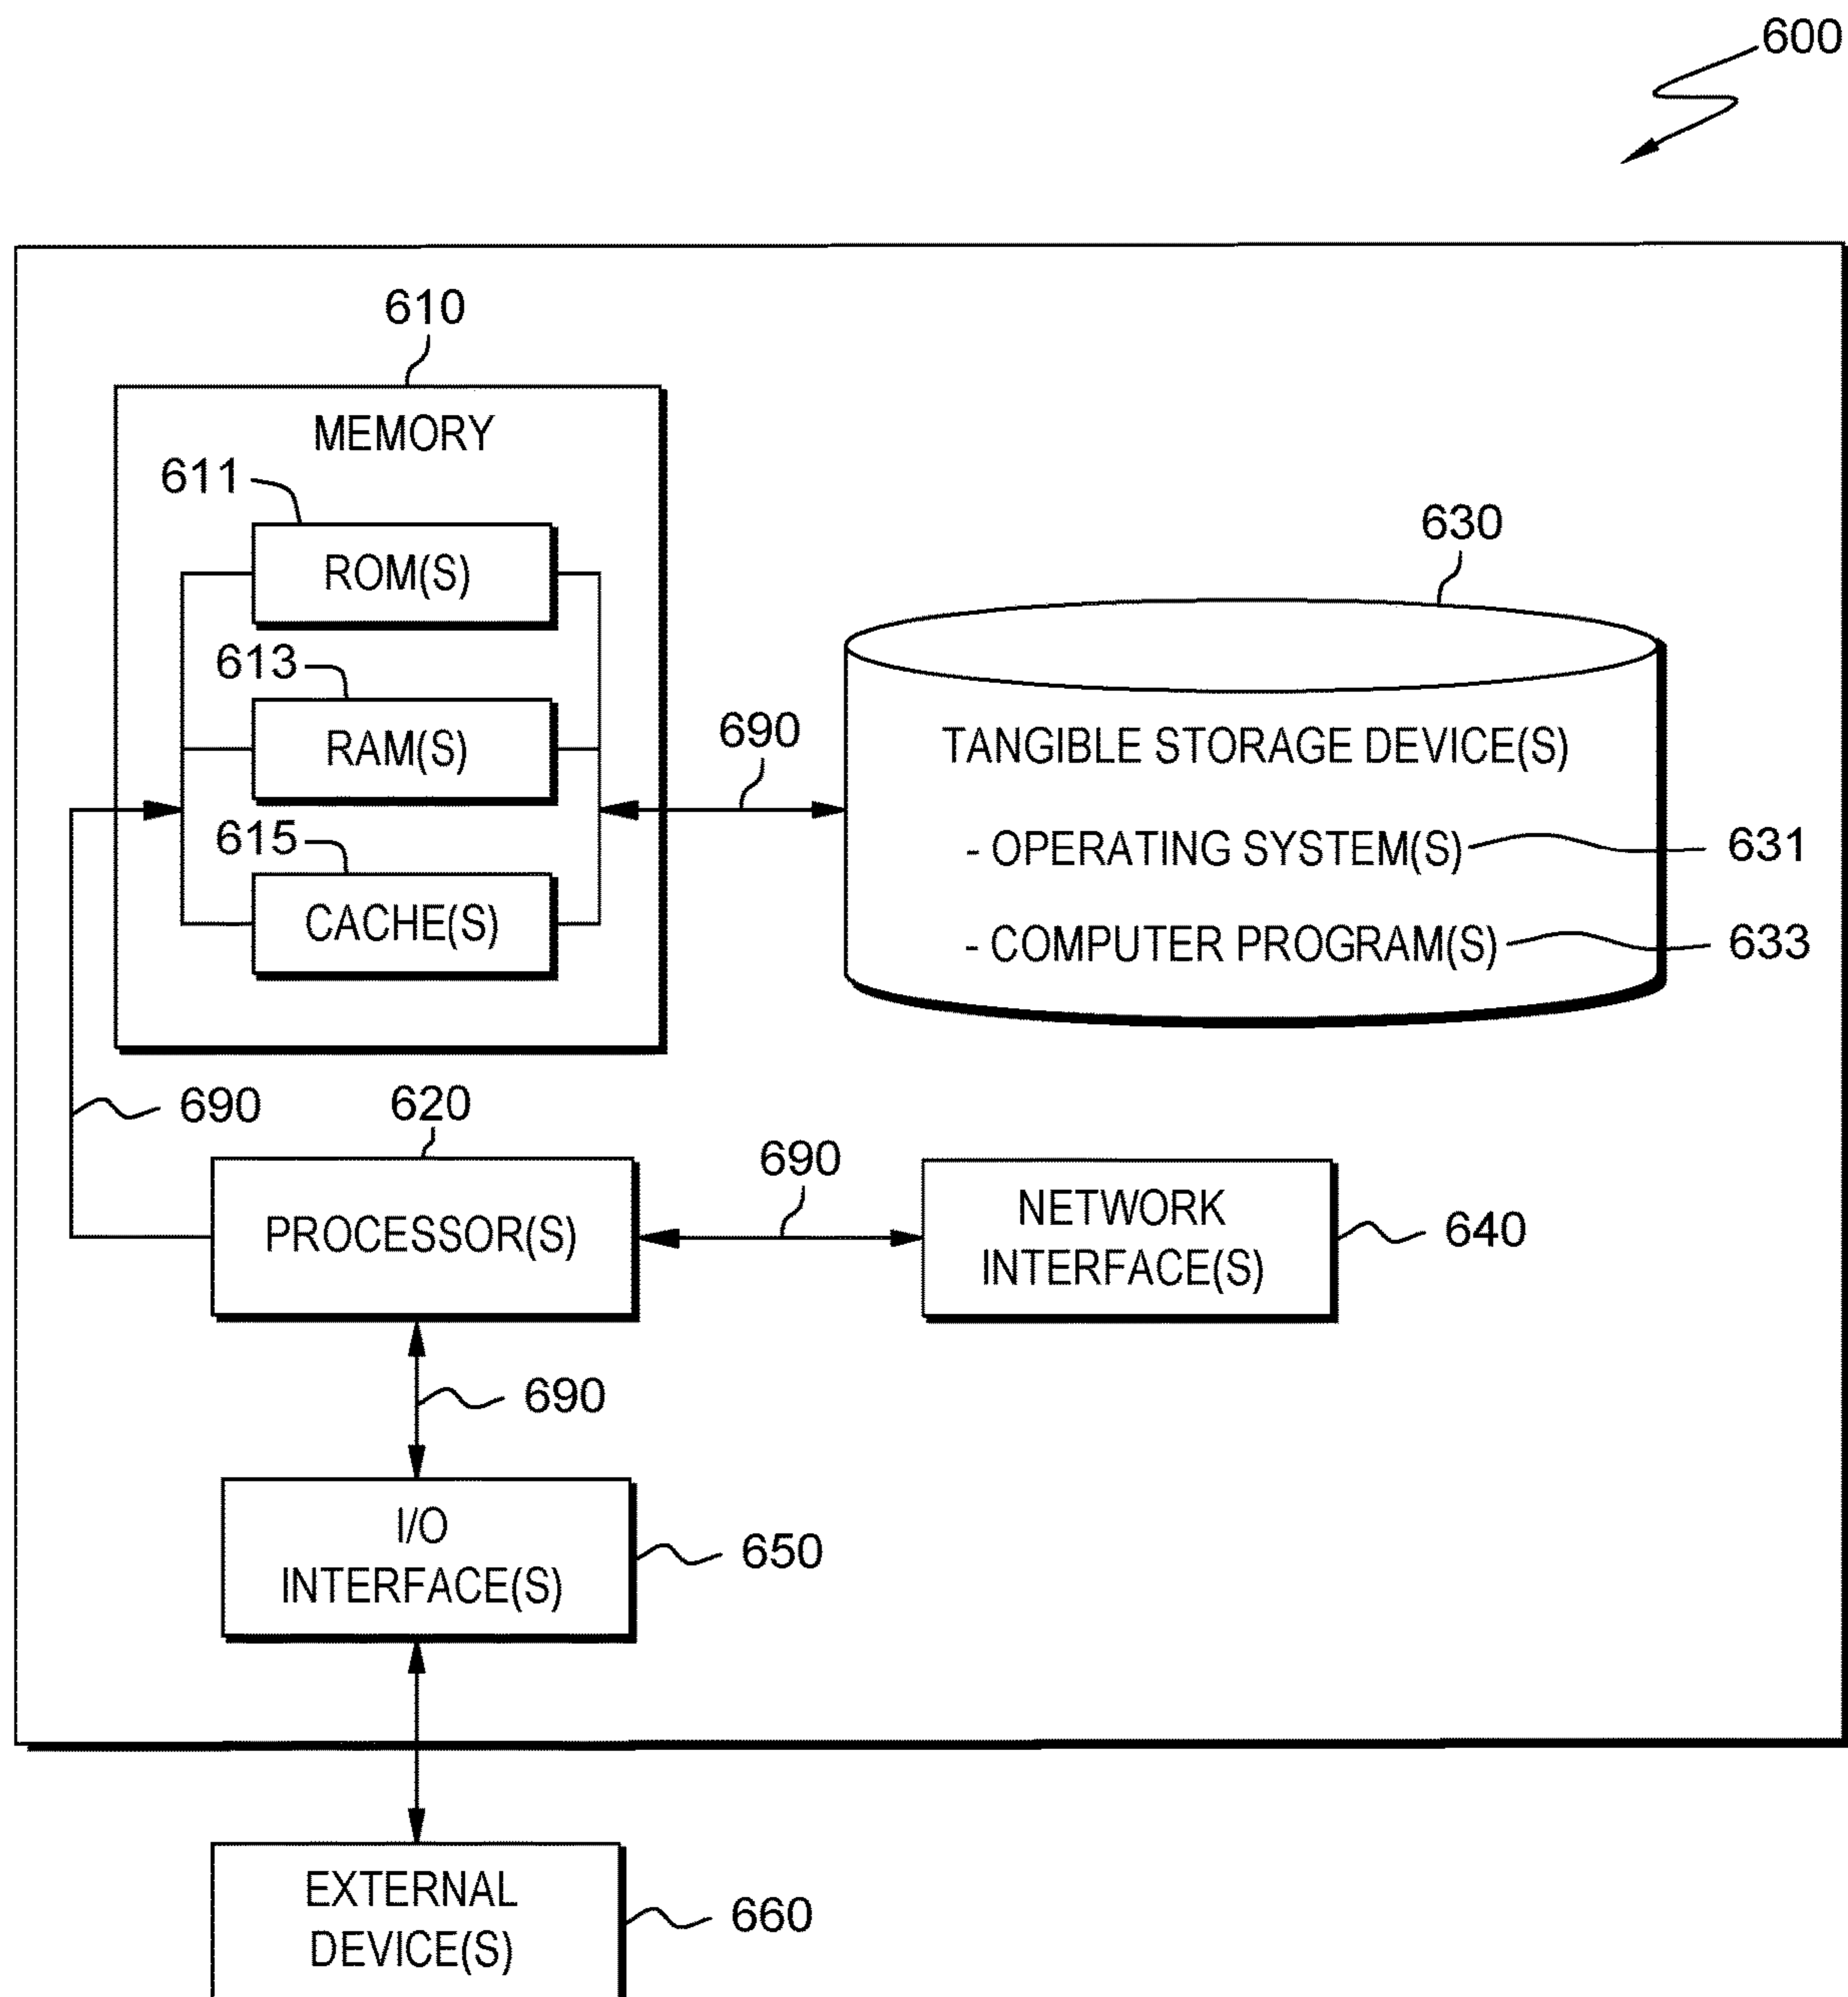 600
610
MEMORY
611
ROM(S)
613
RAM(S)
615
CACHE(S)
690
630
TANGIBLE STORAGE DEVICE(S)
- OPERATING SYSTEM(S)
631
- COMPUTER PROGRAM(S)
633
690
620
PROCESSOR(S)
690
NETWORK
INTERFACE(S)
640
690
I/O
INTERFACE(S)
650
EXTERNAL
DEVICE(S)
660